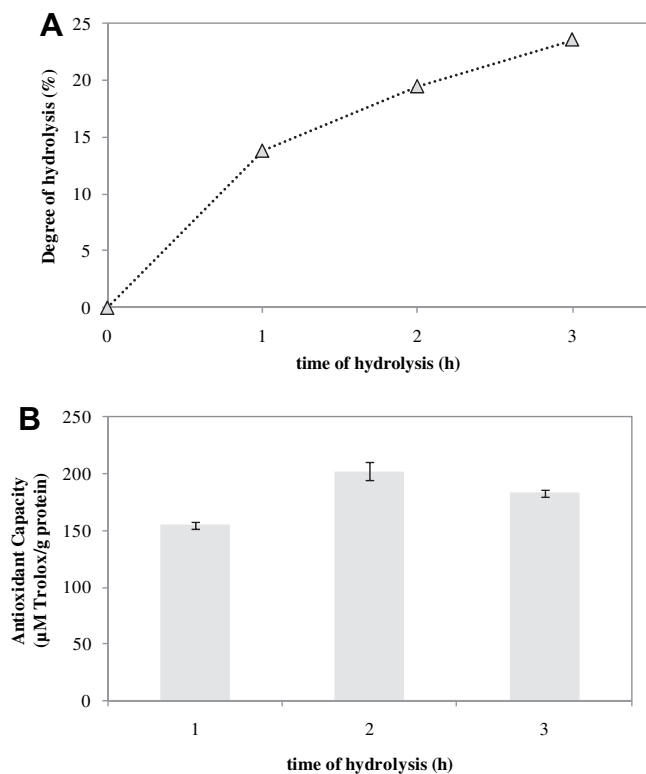 A
25
20
15
10
5
0
Degree of hydrolysis (%)
0 1 2 3
time of hydrolysis (h)
B
250
200
150
100
50
0
Antioxidant Capacity
(µM Trolox/g protein)
1 2 3
time of hydrolysis (h)